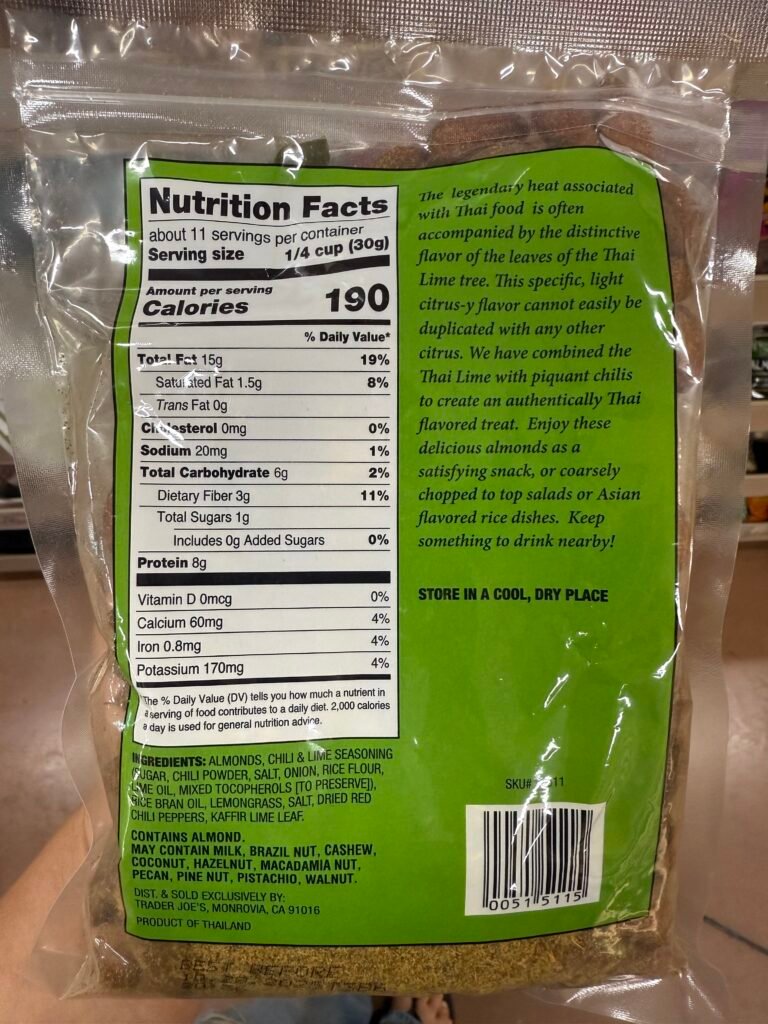 Nutrition Facts
about 11 servings per container
Serving size 1/4 cup (30g)
Amount per serving
Calories 190
% Daily Value*
Total Fat 15g 19%
Saturated Fat 1.5g 8%
Trans Fat 0g
Cholesterol 0mg 0%
Sodium 20mg 1%
Total Carbohydrate 6g 2%
Dietary Fiber 3g 11%
Total Sugars 1g
Includes 0g Added Sugars 0%
Protein 8g
Vitamin D 0mcg 0%
Calcium 60mg 4%
Iron 0.8mg 4%
Potassium 170mg 4%
The % Daily Value (DV) tells you how much a nutrient in
a serving of food contributes to a daily diet. 2,000 calories
a day is used for general nutrition advice.
INGREDIENTS: ALMONDS, CHILI & LIME SEASONING
(SUGAR, CHILI POWDER, SALT, ONION, RICE FLOUR,
LIME OIL, MIXED TOCOPHEROLS [TO PRESERVE]),
RICE BRAN OIL, LEMONGRASS, SALT, DRIED RED
CHILI PEPPERS, KAFFIR LIME LEAF.
CONTAINS ALMOND.
MAY CONTAIN MILK, BRAZIL NUT, CASHEW,
COCONUT, HAZELNUT, MACADAMIA NUT,
PECAN, PINE NUT, PISTACHIO, WALNUT.
DIST. & SOLD EXCLUSIVELY BY:
TRADER JOE'S, MONROVIA, CA 91016
PRODUCT OF THAILAND
BEST BEFORE
The legendary heat associated
with Thai food is often
accompanied by the distinctive
flavor of the leaves of the Thai
Lime tree. This specific, light
citrus-y flavor cannot easily be
duplicated with any other
citrus. We have combined the
Thai Lime with piquant chilis
to create an authentically Thai
flavored treat. Enjoy these
delicious almonds as a
satisfying snack, or coarsely
chopped to top salads or Asian
flavored rice dishes. Keep
something to drink nearby!
STORE IN A COOL, DRY PLACE
SKU#
0051 5115